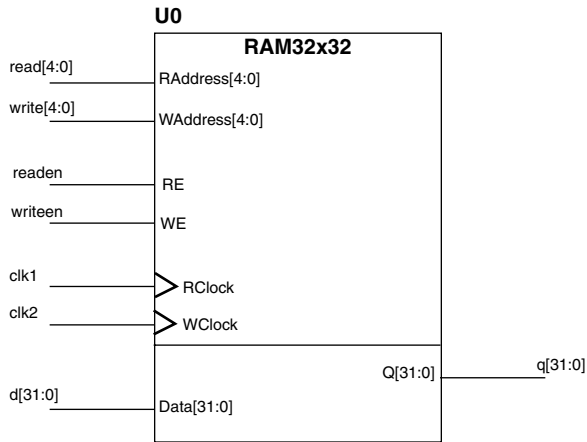 U0
RAM32x32
read[4:0]
RAddress[4:0]
write[4:0]
WAddress[4:0]
readen
RE
writeen
WE
clk1
RClock
clk2
WClock
Q[31:0]
q[31:0]
d[31:0]
Data[31:0]